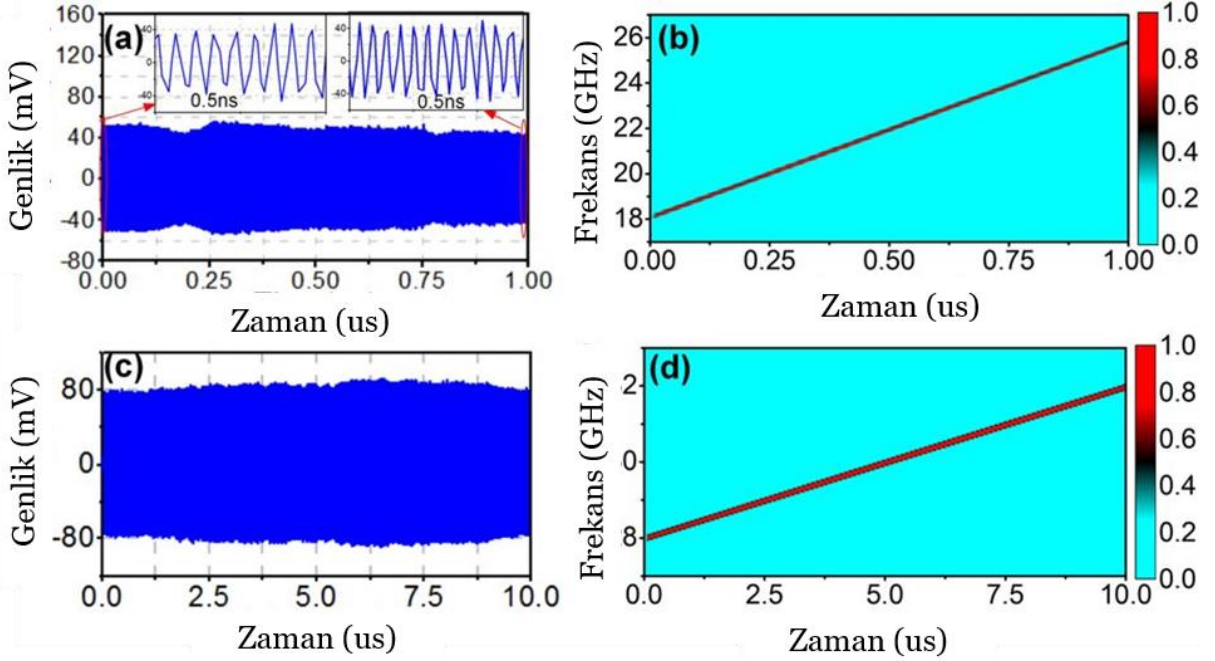 (a)
Genlik (mV)
160
120
80
40
0
-40
-80
40
0
-40
0.5ns
40
0
-40
0.5ns
0.00 0.25 0.50 0.75 1.00
Zaman (us)
(b)
Frekans (GHz)
26
24
22
20
18
0.00 0.25 0.50 0.75 1.00
Zaman (us)
1.0
0.8
0.6
0.4
0.2
0.0
(c)
Genlik (mV)
80
0
-80
0.0 2.5 5.0 7.5 10.0
Zaman (us)
(d)
Frekans (GHz)
2
0
8
0.0 2.5 5.0 7.5 10.0
Zaman (us)
1.0
0.8
0.6
0.4
0.2
0.0